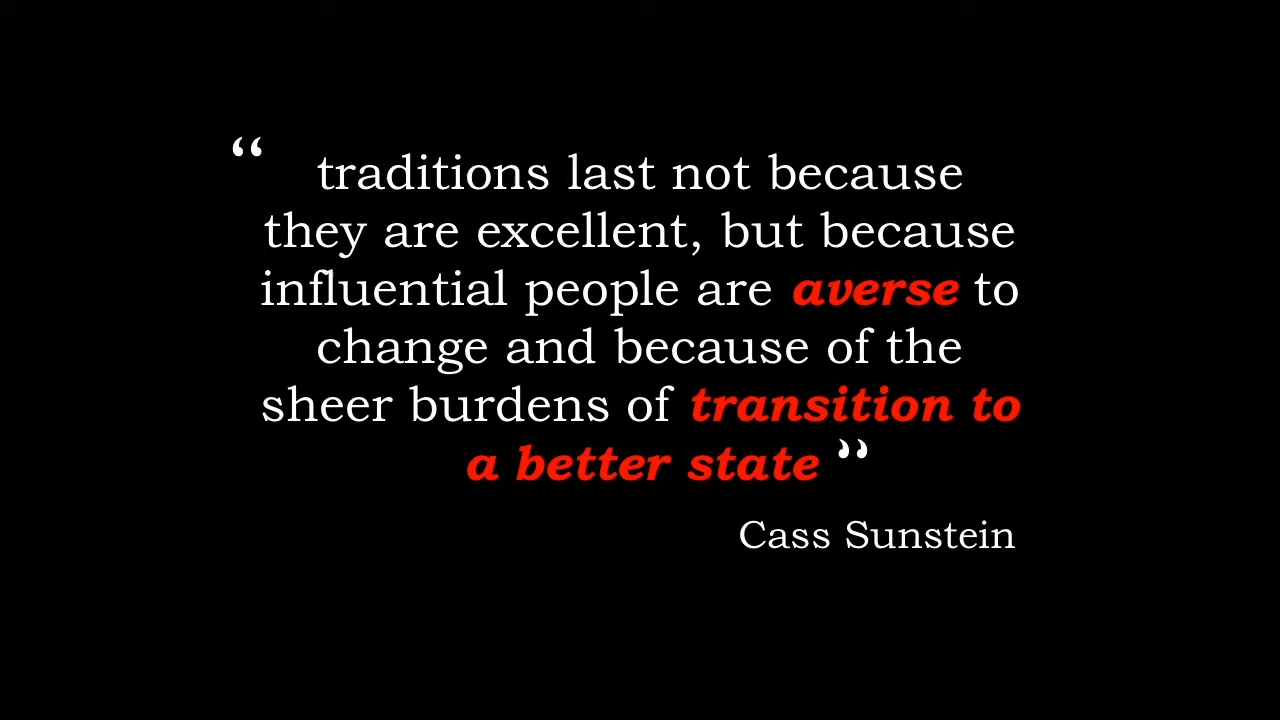 “ traditions last not because
they are excellent, but because
influential people are averse to
change and because of the
sheer burdens of transition to
a better state ”
Cass Sunstein